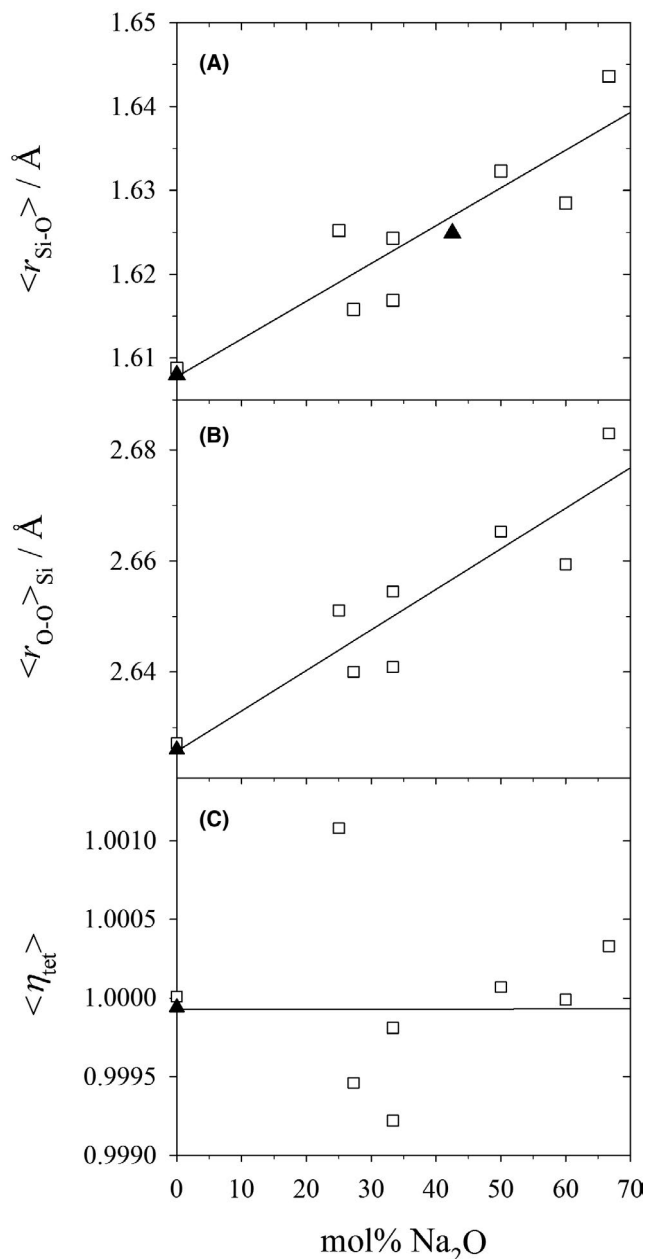 (A)
1.65
1.64
1.63
1.62
1.61
<r_Si-O> / Å
(B)
2.68
2.66
2.64
<r_O-O>_Si / Å
(C)
1.0010
1.0005
1.0000
0.9995
0.9990
<η_tet>
0 10 20 30 40 50 60 70
mol% Na₂O